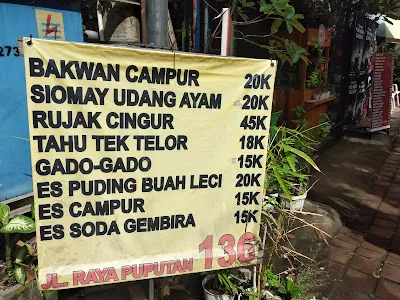 273
BAKWAN CAMPUR 20K
SIOMAY UDANG AYAM 20K
RUJAK CINGUR 45K
TAHU TEK TELOR 18K
GADO-GADO 15K
ES PUDING BUAH LECI 20K
ES CAMPUR 15K
ES SODA GEMBIRA 15K
JL. RAYA PUPUTAN 136